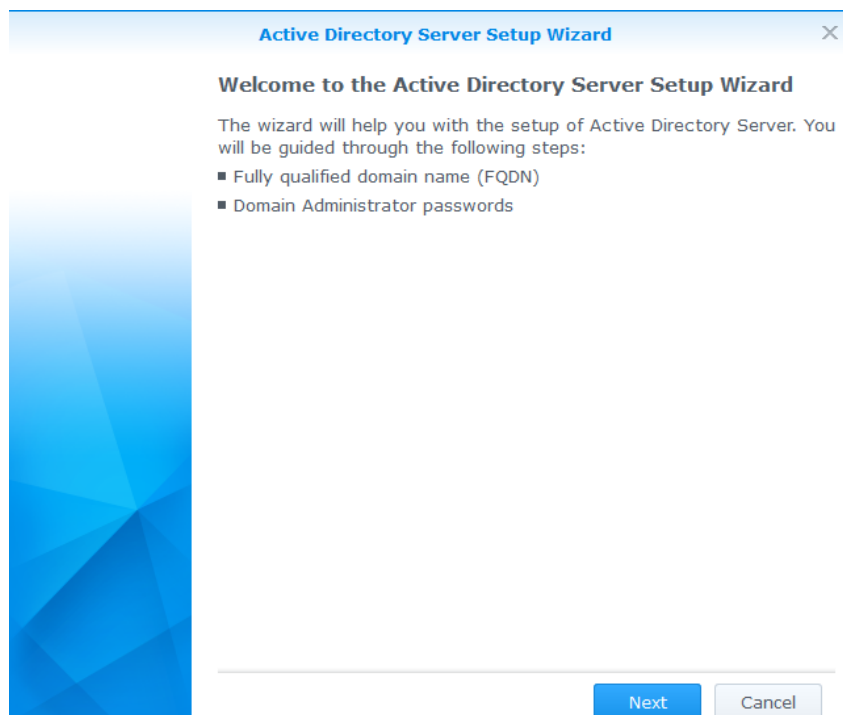 Active Directory Server Setup Wizard
Welcome to the Active Directory Server Setup Wizard
The wizard will help you with the setup of Active Directory Server. You
will be guided through the following steps:
Fully qualified domain name (FQDN)
Domain Administrator passwords
Next Cancel